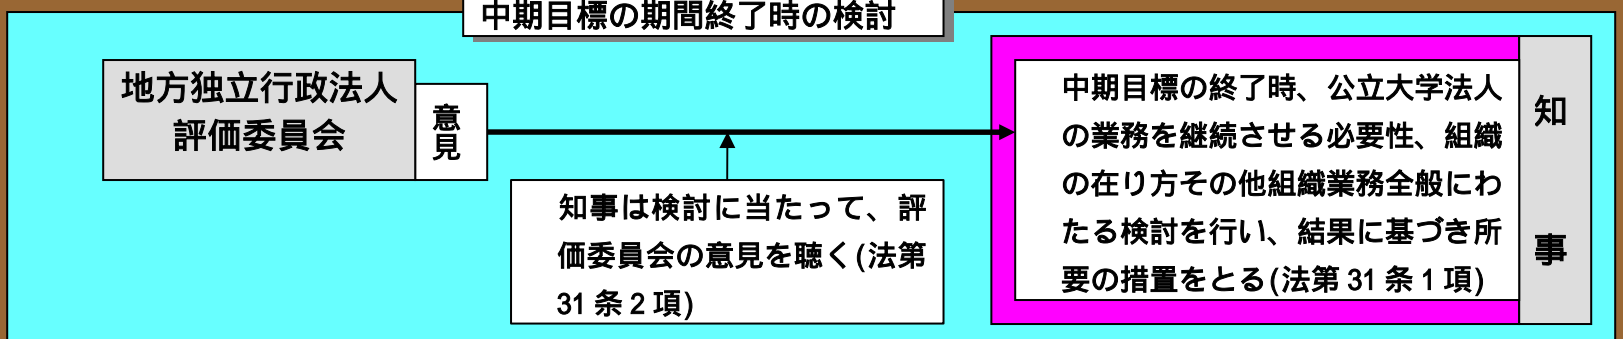 中期目標の期間終了時の検討
地方独立行政法人
評価委員会
意見
知事は検討に当たって、評
価委員会の意見を聴く(法第
31 条 2 項)
中期目標の終了時、公立大学法人
の業務を継続させる必要性、組織
の在り方その他組織業務全般にわ
たる検討を行い、結果に基づき所
要の措置をとる(法第 31 条 1 項)
知事